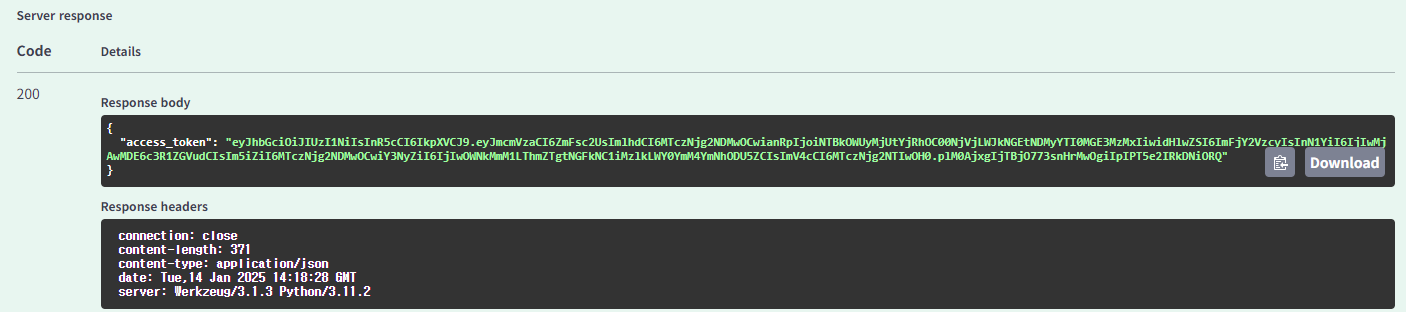 Server response
Code Details
200
Response body
{
"access_token": "eyJhbGciOiJIUzI1NiIsInR5cCI6IkpXVCJ9.eyJmcmVzaCI6ZmFsc2UsImlhdCI6MTczNjg2NDMwOCwianRpIjoiNTBkOWUyMjUtYjRhOC00NjVjLWJkNGEtNDMyYTI0MGE3MzMxIiwidHlwZSI6ImFjY2VzcyIsInN1YiI6IjIwMj
AwMDE6c3R1ZGVudCIsIm5iZiI6MTczNjg2NDMwOCwiY3NyZiI6IjIwOWNkMmM1LThmZTgtNGFkNC1iMzlkLWY0YmM4YmNhODU5ZCIsImV4cCI6MTczNjg2NTIwOH0.plM0AjxgIjTBjO773snHrMwOgiIpIPT5e2IRkDNiORQ"
}
Download
Response headers
connection: close
content-length: 371
content-type: application/json
date: Tue,14 Jan 2025 14:18:28 GMT
server: Werkzeug/3.1.3 Python/3.11.2